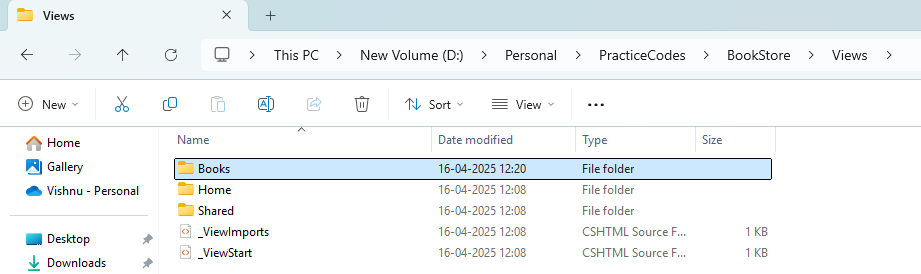 Views
This PC > New Volume (D:) > Personal > PracticeCodes > BookStore > Views >
New Sort View ...
Home
Gallery
Vishnu - Personal
Desktop
Downloads
Name Date modified Type Size
Books 16-04-2025 12:20 File folder
Home 16-04-2025 12:08 File folder
Shared 16-04-2025 12:08 File folder
_ViewImports 16-04-2025 12:08 CSHTML Source F... 1 KB
_ViewStart 16-04-2025 12:08 CSHTML Source F... 1 KB